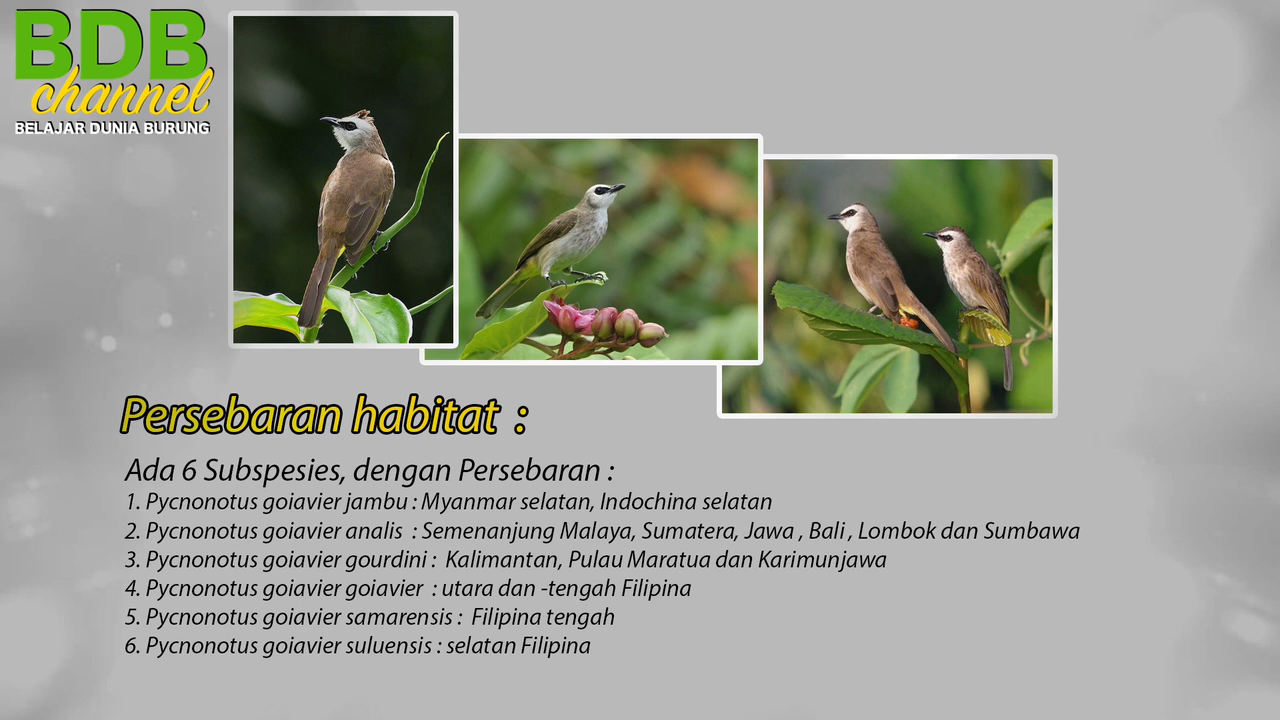 BDB
channel
BELAJAR DUNIA BURUNG
Persebaran habitat :
Ada 6 Subspesies, dengan Persebaran :
1. Pycnonotus goiavier jambu : Myanmar selatan, Indochina selatan
2. Pycnonotus goiavier analis : Semenanjung Malaya, Sumatera, Jawa , Bali , Lombok dan Sumbawa
3. Pycnonotus goiavier gourdini : Kalimantan, Pulau Maratua dan Karimunjawa
4. Pycnonotus goiavier goiavier : utara dan -tengah Filipina
5. Pycnonotus goiavier samarensis : Filipina tengah
6. Pycnonotus goiavier suluensis : selatan Filipina